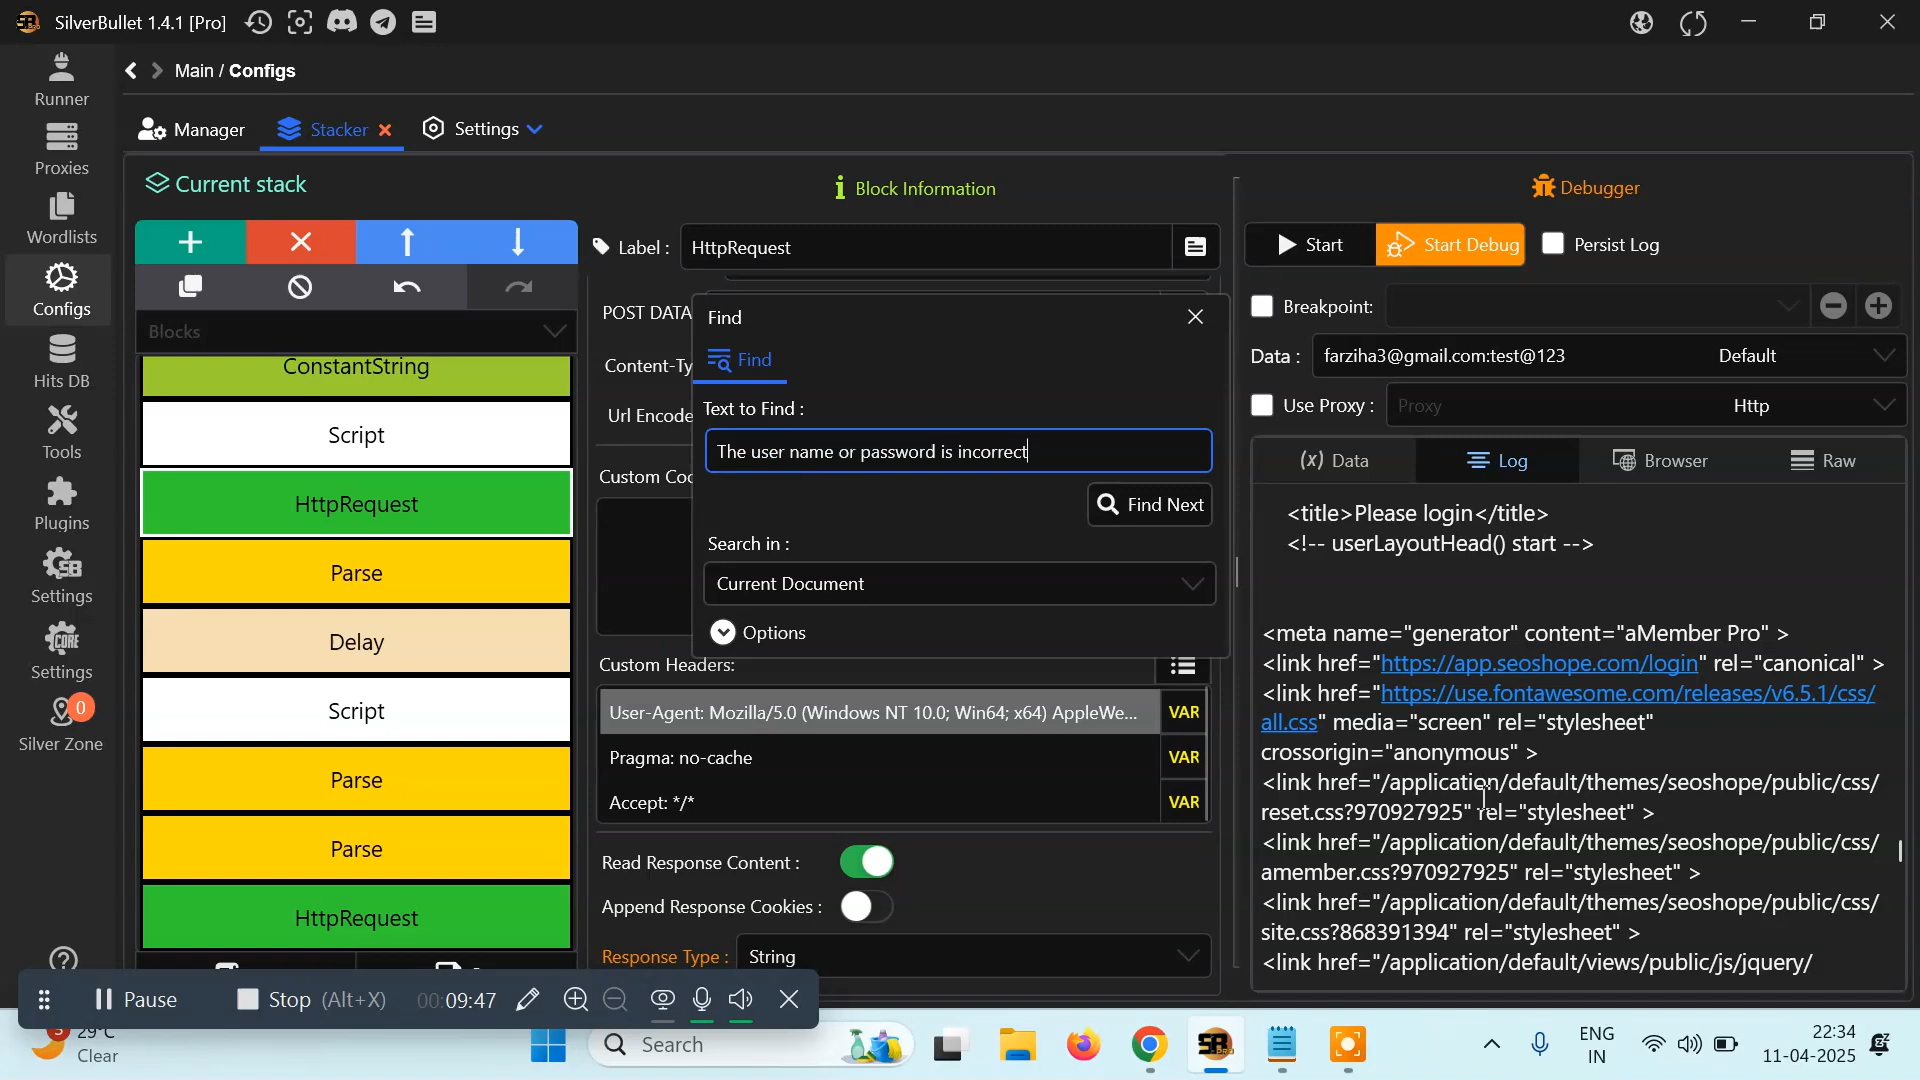 SilverBullet 1.4.1 [Pro]
Main / Configs
Runner
Proxies
Wordlists
Configs
Hits DB
Tools
Plugins
Settings
Settings
0
Silver Zone
Manager
Stacker
Settings
Current stack
Blocks
ConstantString
Script
HttpRequest
Parse
Delay
Script
Parse
Parse
HttpRequest
Block Information
Label : HttpRequest
POST DATA
Content-Ty
Url Encode
Custom Coo
Find
Find
Text to Find :
The user name or password is incorrect
Find Next
Search in :
Current Document
Options
Custom Headers:
User-Agent: Mozilla/5.0 (Windows NT 10.0; Win64; x64) AppleWe... VAR
Pragma: no-cache VAR
Accept: */* VAR
Read Response Content :
Append Response Cookies :
Response Type : String
Debugger
Start
Start Debug
Persist Log
Breakpoint:
Data : farziha3@gmail.com:test@123 Default
Use Proxy : Proxy Http
(x) Data
Log
Browser
Raw
<title>Please login</title>
<!-- userLayoutHead() start -->
<meta name="generator" content="aMember Pro" >
<link href="https://app.seoshope.com/login" rel="canonical" >
<link href="https://use.fontawesome.com/releases/v6.5.1/css/
all.css" media="screen" rel="stylesheet"
crossorigin="anonymous" >
<link href="/application/default/themes/seoshope/public/css/
reset.css?970927925" rel="stylesheet" >
<link href="/application/default/themes/seoshope/public/css/
amember.css?970927925" rel="stylesheet" >
<link href="/application/default/themes/seoshope/public/css/
site.css?868391394" rel="stylesheet" >
<link href="/application/default/views/public/js/jquery/
Pause
Stop (Alt+X)
00:09:47
29°C
Clear
Search
ENG
IN
22:34
11-04-2025